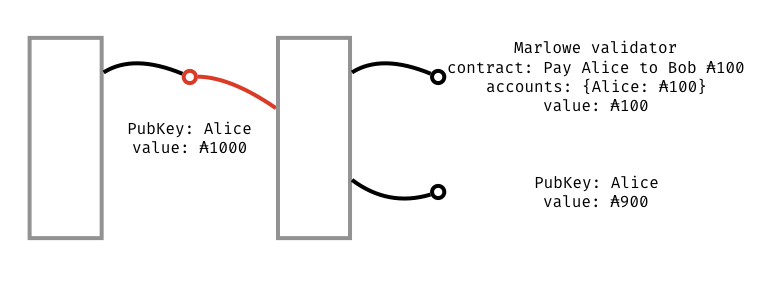 Marlowe validator
contract: Pay Alice to Bob ₳100
accounts: {Alice: ₳100}
value: ₳100
PubKey: Alice
value: ₳1000
PubKey: Alice
value: ₳900